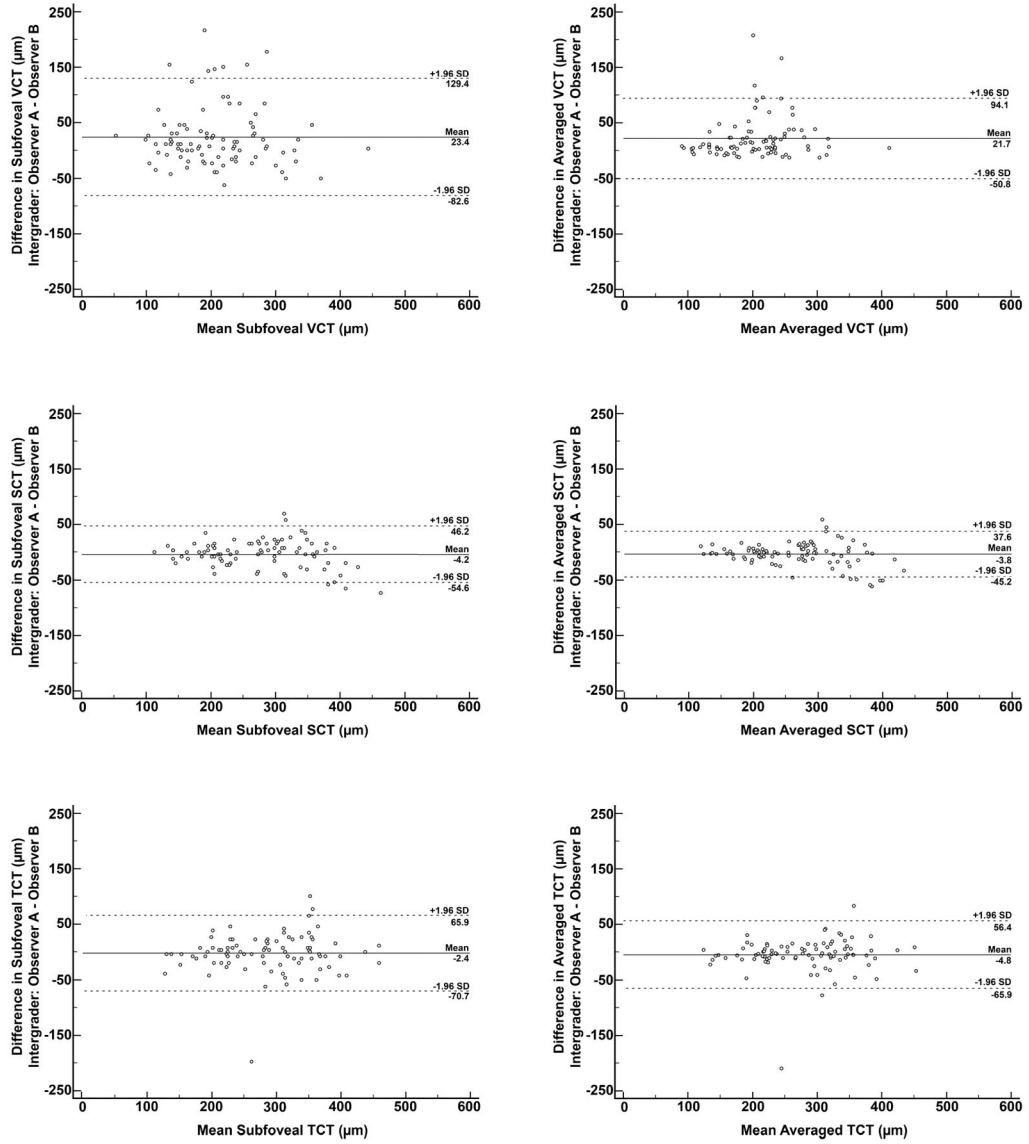 Difference in Subfoveal VCT (µm)
Intergrader: Observer A - Observer B
250
150
50
-50
-150
-250
+1.96 SD
129.4
Mean
23.4
-1.96 SD
-82.6
0 100 200 300 400 500 600
Mean Subfoveal VCT (µm)
Difference in Averaged VCT (µm)
Intergrader: Observer A - Observer B
250
150
50
-50
-150
-250
+1.96 SD
94.1
Mean
21.7
-1.96 SD
-50.8
0 100 200 300 400 500 600
Mean Averaged VCT (µm)
Difference in Subfoveal SCT (µm)
Intergrader: Observer A - Observer B
250
150
50
-50
-150
-250
+1.96 SD
46.2
Mean
-4.2
-1.96 SD
-54.6
0 100 200 300 400 500 600
Mean Subfoveal SCT (µm)
Difference in Averaged SCT (µm)
Intergrader: Observer A - Observer B
250
150
50
-50
-150
-250
+1.96 SD
37.6
Mean
-3.8
-1.96 SD
-45.2
0 100 200 300 400 500 600
Mean Averaged SCT (µm)
Difference in Subfoveal TCT (µm)
Intergrader: Observer A - Observer B
250
150
50
-50
-150
-250
+1.96 SD
65.9
Mean
-2.4
-1.96 SD
-70.7
0 100 200 300 400 500 600
Mean Subfoveal TCT (µm)
Difference in Averaged TCT (µm)
Intergrader: Observer A - Observer B
250
150
50
-50
-150
-250
+1.96 SD
56.4
Mean
-4.8
-1.96 SD
-65.9
0 100 200 300 400 500 600
Mean Averaged TCT (µm)